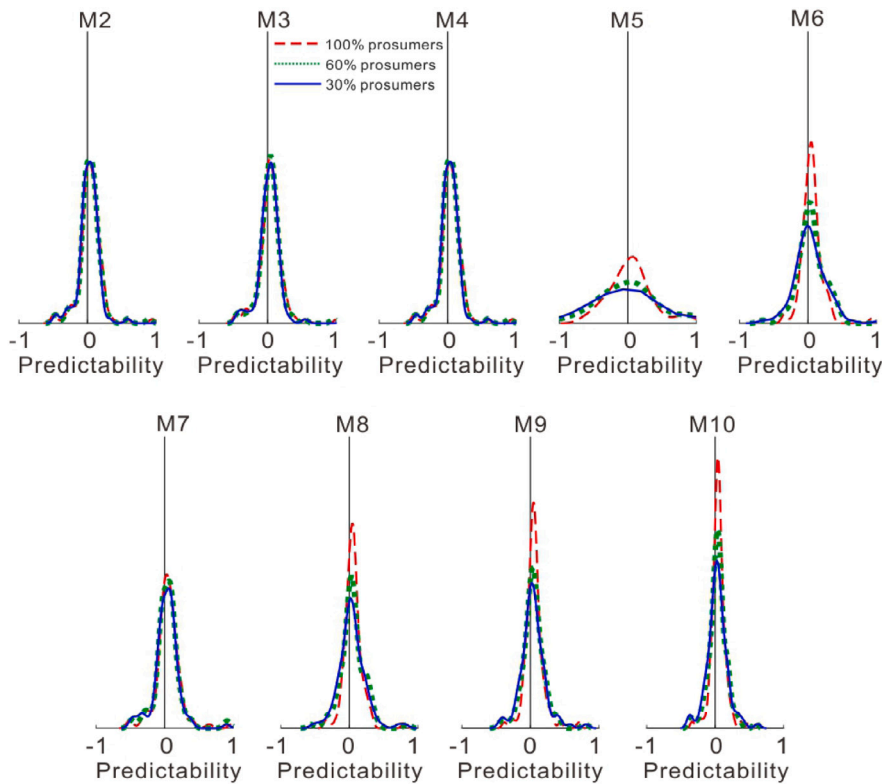 M2 M3 M4 M5 M6
100% prosumers
60% prosumers
30% prosumers
-1 0 1 -1 0 1 -1 0 1 -1 0 1 -1 0 1
Predictability Predictability Predictability Predictability Predictability
M7 M8 M9 M10
-1 0 1 -1 0 1 -1 0 1 -1 0 1
Predictability Predictability Predictability Predictability